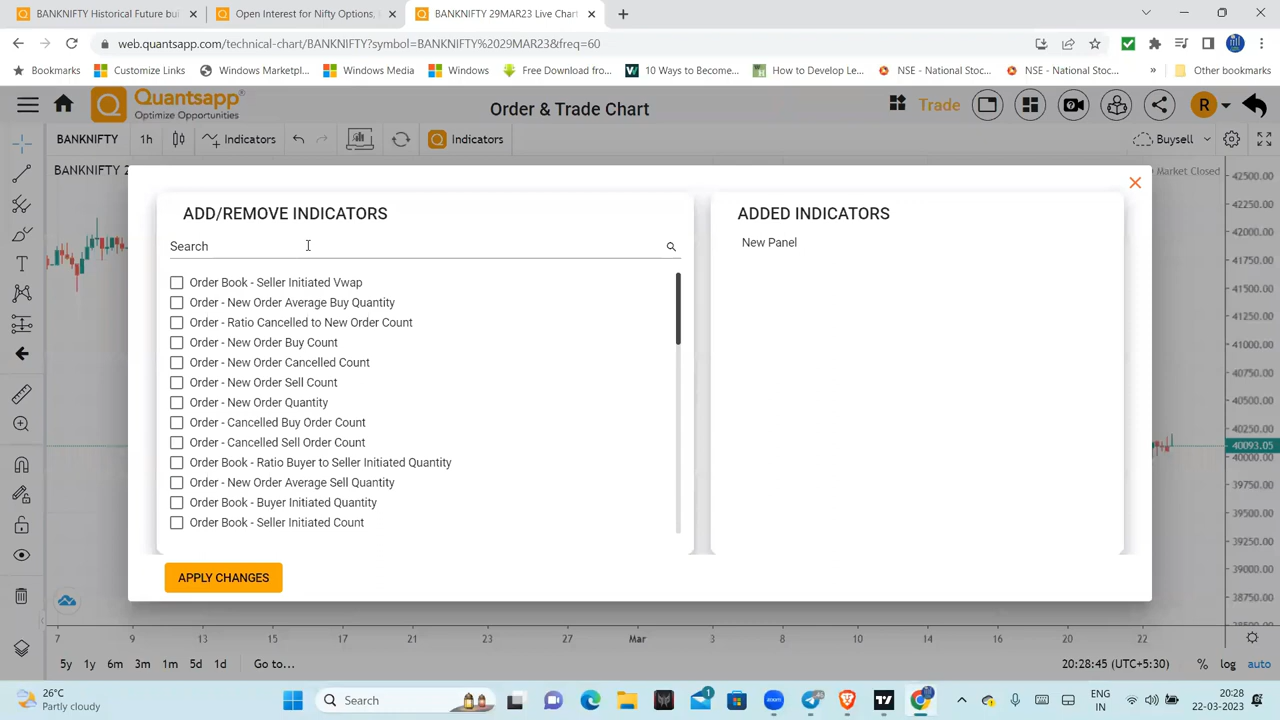 BANKNIFTY Historical Future bui
Open Interest for Nifty Options;
BANKNIFTY 29MAR23 Live Chart
web.quantsapp.com/technical-chart/BANKNIFTY?symbol=BANKNIFTY%2029MAR23&freq=60
Bookmarks
Customize Links
Windows Marketpl...
Windows Media
Windows
Free Download fro...
10 Ways to Become...
How to Develop Le...
NSE - National Stoc...
NSE - National Stoc...
»
Other bookmarks
Quantsapp
Optimize Opportunities
Order & Trade Chart
Trade
R
BANKNIFTY
1h
Indicators
Indicators
Buysell
BANKNIFTY 2
Market Closed
ADD/REMOVE INDICATORS
Search
Order Book - Seller Initiated Vwap
Order - New Order Average Buy Quantity
Order - Ratio Cancelled to New Order Count
Order - New Order Buy Count
Order - New Order Cancelled Count
Order - New Order Sell Count
Order - New Order Quantity
Order - Cancelled Buy Order Count
Order - Cancelled Sell Order Count
Order Book - Ratio Buyer to Seller Initiated Quantity
Order - New Order Average Sell Quantity
Order Book - Buyer Initiated Quantity
Order Book - Seller Initiated Count
APPLY CHANGES
ADDED INDICATORS
New Panel
42500.00
42250.00
42000.00
41750.00
41500.00
41250.00
41000.00
40750.00
40500.00
40250.00
40093.05
40000.00
39750.00
39500.00
39250.00
39000.00
38750.00
38500.00
7 9 13 15 17 21 23 27 Mar 3 8 10 14 16 20 22
5y 1y 6m 3m 1m 5d 1d Go to...
20:28:45 (UTC+5:30) % log auto
26°C
Partly cloudy
Search
1
ENG
IN
20:28
22-03-2023